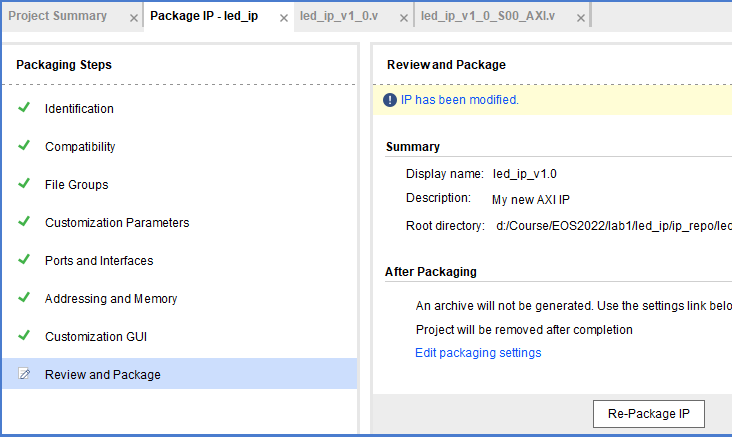 Project Summary
Package IP - led_ip
led_ip_v1_0.v
led_ip_v1_0_S00_AXI.v
Packaging Steps
Identification
Compatibility
File Groups
Customization Parameters
Ports and Interfaces
Addressing and Memory
Customization GUI
Review and Package
Review and Package
IP has been modified.
Summary
Display name: led_ip_v1.0
Description: My new AXI IP
Root directory: d:/Course/EOS2022/lab1/led_ip/ip_repo/led
After Packaging
An archive will not be generated. Use the settings link belo
Project will be removed after completion
Edit packaging settings
Re-Package IP